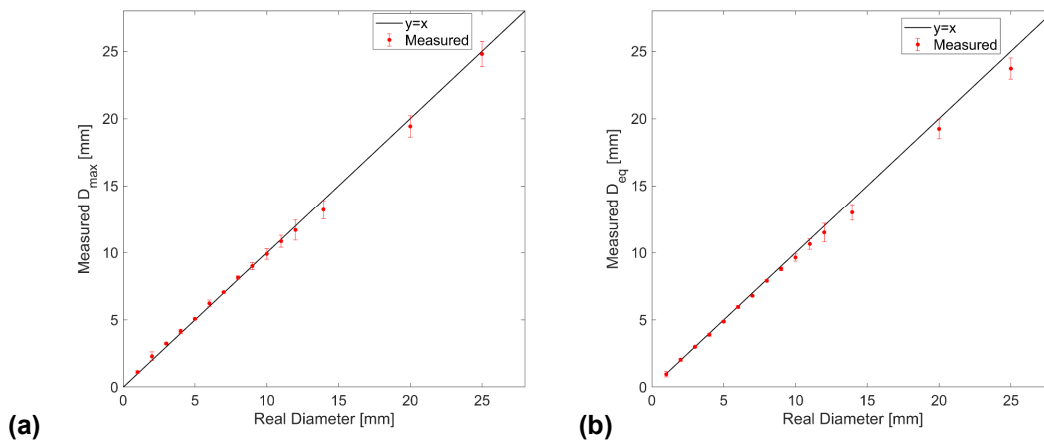 y=x
Measured
25
20
15
10
5
0
Measured D_max [mm]
0 5 10 15 20 25
Real Diameter [mm]
(a)
y=x
Measured
25
20
15
10
5
0
Measured D_eq [mm]
0 5 10 15 20 25
Real Diameter [mm]
(b)